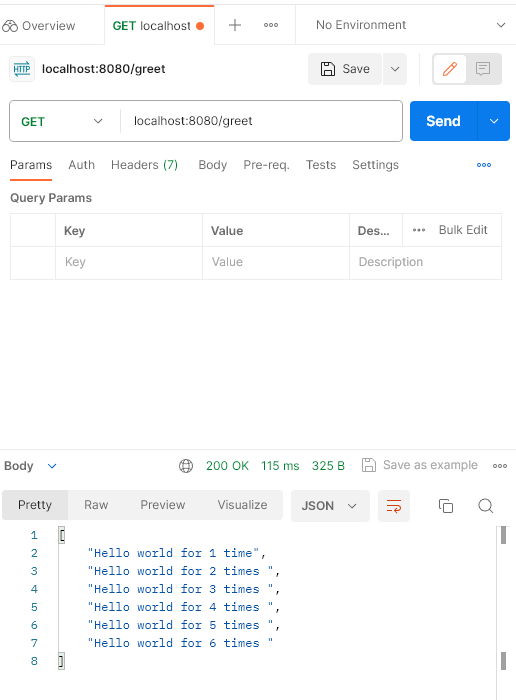 Overview GET localhost No Environment
HTTP localhost:8080/greet Save
GET localhost:8080/greet Send
Params Auth Headers (7) Body Pre-req. Tests Settings
Query Params
Key Value Des... Bulk Edit
Key Value Description
Body 200 OK 115 ms 325 B Save as example
Pretty Raw Preview Visualize JSON
1 [
2 "Hello world for 1 time",
3 "Hello world for 2 times ",
4 "Hello world for 3 times ",
5 "Hello world for 4 times ",
6 "Hello world for 5 times ",
7 "Hello world for 6 times "
8 ]